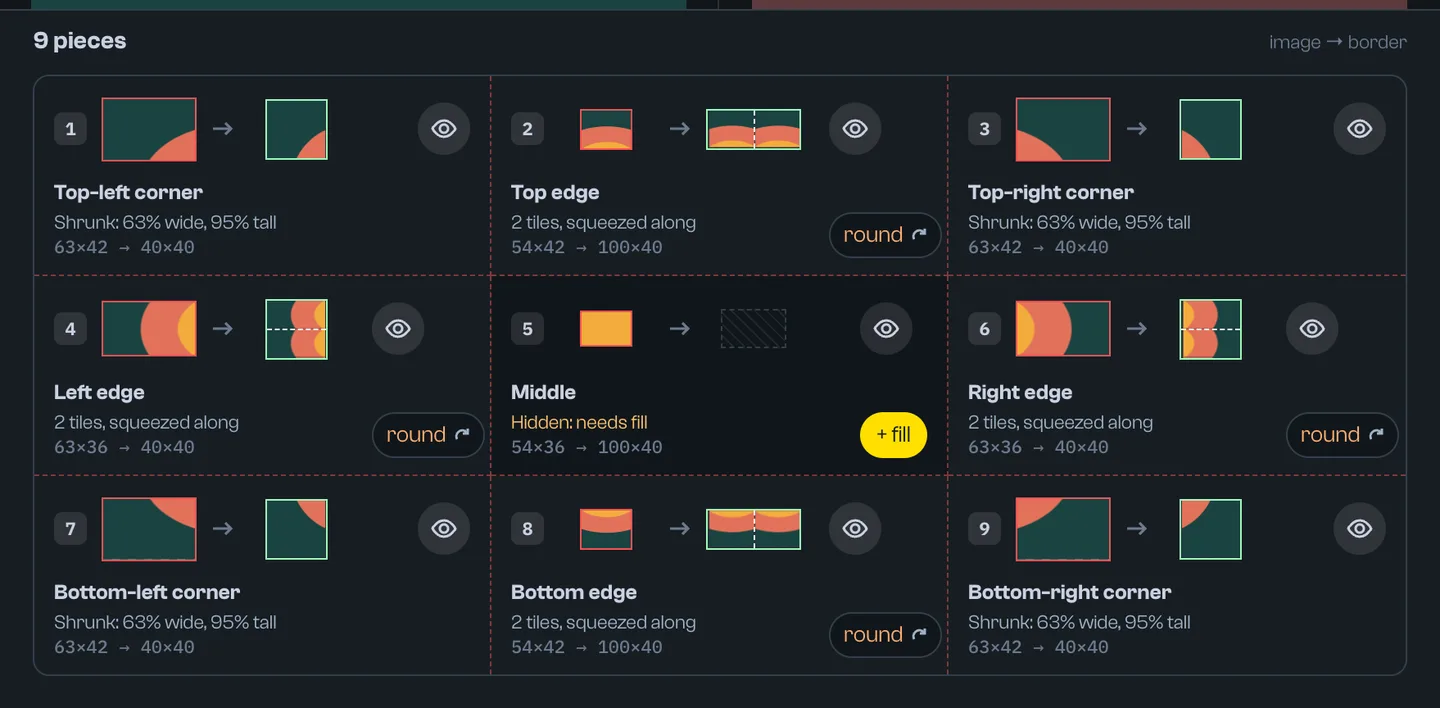 9 pieces
image → border
1 →
Top-left corner
Shrunk: 63% wide, 95% tall
63×42 → 40×40
2 →
Top edge
2 tiles, squeezed along
54×42 → 100×40
round
3 →
Top-right corner
Shrunk: 63% wide, 95% tall
63×42 → 40×40
4 →
Left edge
2 tiles, squeezed along
63×36 → 40×40
round
5 →
Middle
Hidden: needs fill
54×36 → 100×40
+ fill
6 →
Right edge
2 tiles, squeezed along
63×36 → 40×40
round
7 →
Bottom-left corner
Shrunk: 63% wide, 95% tall
63×42 → 40×40
8 →
Bottom edge
2 tiles, squeezed along
54×42 → 100×40
round
9 →
Bottom-right corner
Shrunk: 63% wide, 95% tall
63×42 → 40×40